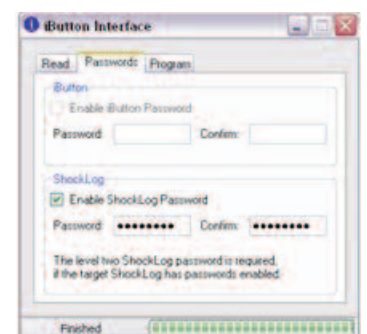 iButton Interface
Read Passwords Program
iButton
Enable iButton Password
Password: Confirm:
ShockLog
Enable ShockLog Password
Password: ●●●●●●●● Confirm: ●●●●●●●●
The level two ShockLog password is required,
if the target ShockLog has passwords enabled.
Finished